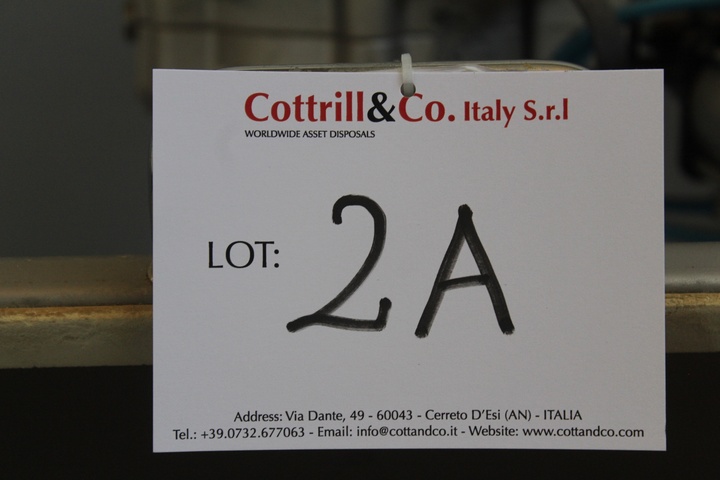 Cottrill&Co. Italy S.r.l
WORLDWIDE ASSET DISPOSALS
LOT: 2A
Address: Via Dante, 49 - 60043 - Cerreto D'Esi (AN) - ITALIA
Tel.: +39.0732.677063 - Email: info@cottandco.it - Website: www.cottandco.com